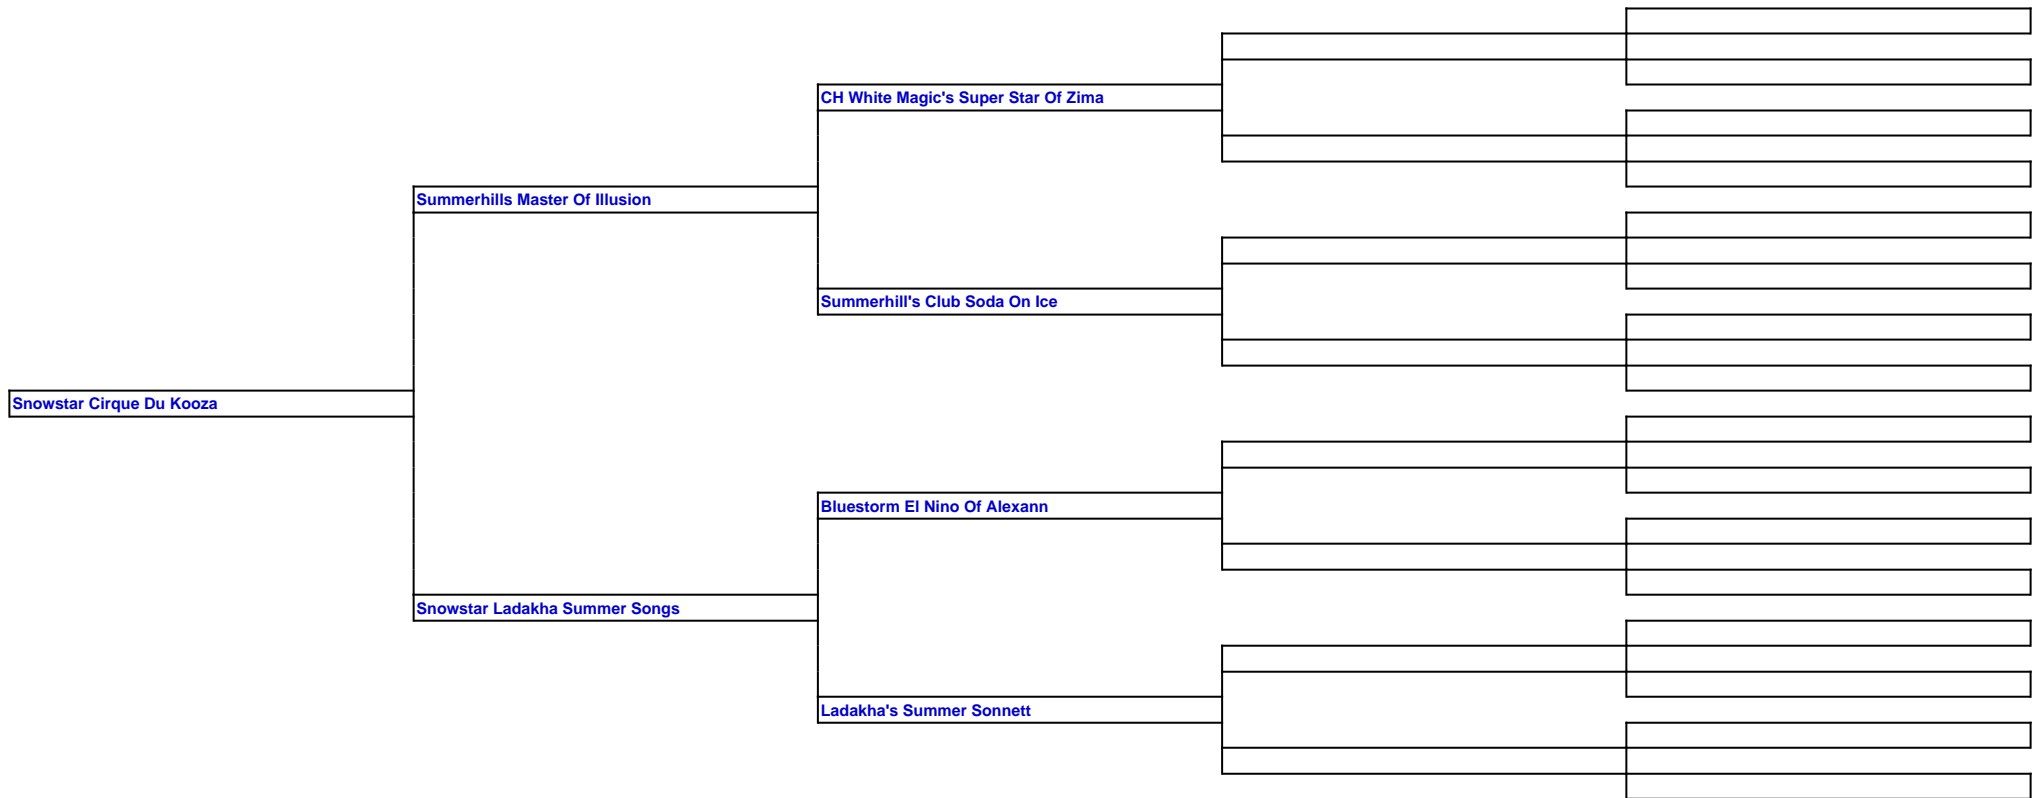 CH White Magic's Super Star Of Zima
Summerhills Master Of Illusion
Summerhill's Club Soda On Ice
Snowstar Cirque Du Kooza
Bluestorm El Nino Of Alexann
Snowstar Ladakha Summer Songs
Ladakha's Summer Sonnett